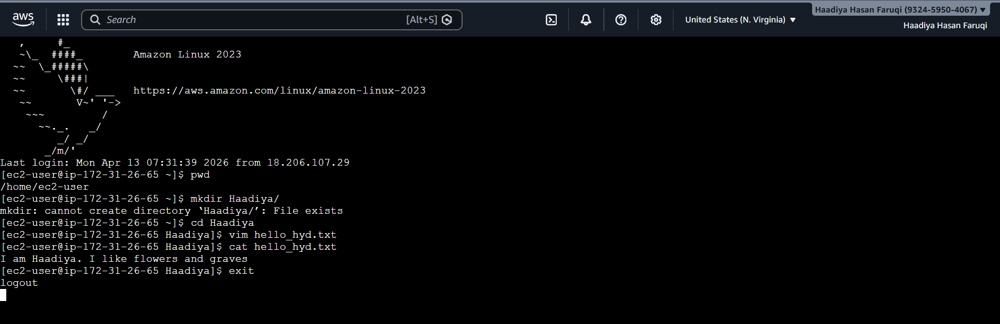 aws
Search [Alt+S]
United States (N. Virginia) ▼
Haadiya Hasan Faruqi (9324-5950-4067) ▼
Haadiya Hasan Faruqi
   ,     #_
   ~\_  ####_        Amazon Linux 2023
  ~~  \_#####\
  ~~     \###|
  ~~       \#/ ___   https://aws.amazon.com/linux/amazon-linux-2023
   ~~       V~' '->
    ~~~         /
      ~~._.   _/
         _/ _/
       _/m/'
Last login: Mon Apr 13 07:31:39 2026 from 18.206.107.29
[ec2-user@ip-172-31-26-65 ~]$ pwd
/home/ec2-user
[ec2-user@ip-172-31-26-65 ~]$ mkdir Haadiya/
mkdir: cannot create directory ‘Haadiya/’: File exists
[ec2-user@ip-172-31-26-65 ~]$ cd Haadiya
[ec2-user@ip-172-31-26-65 Haadiya]$ vim hello_hyd.txt
[ec2-user@ip-172-31-26-65 Haadiya]$ cat hello_hyd.txt
I am Haadiya. I like flowers and graves
[ec2-user@ip-172-31-26-65 Haadiya]$ exit
logout